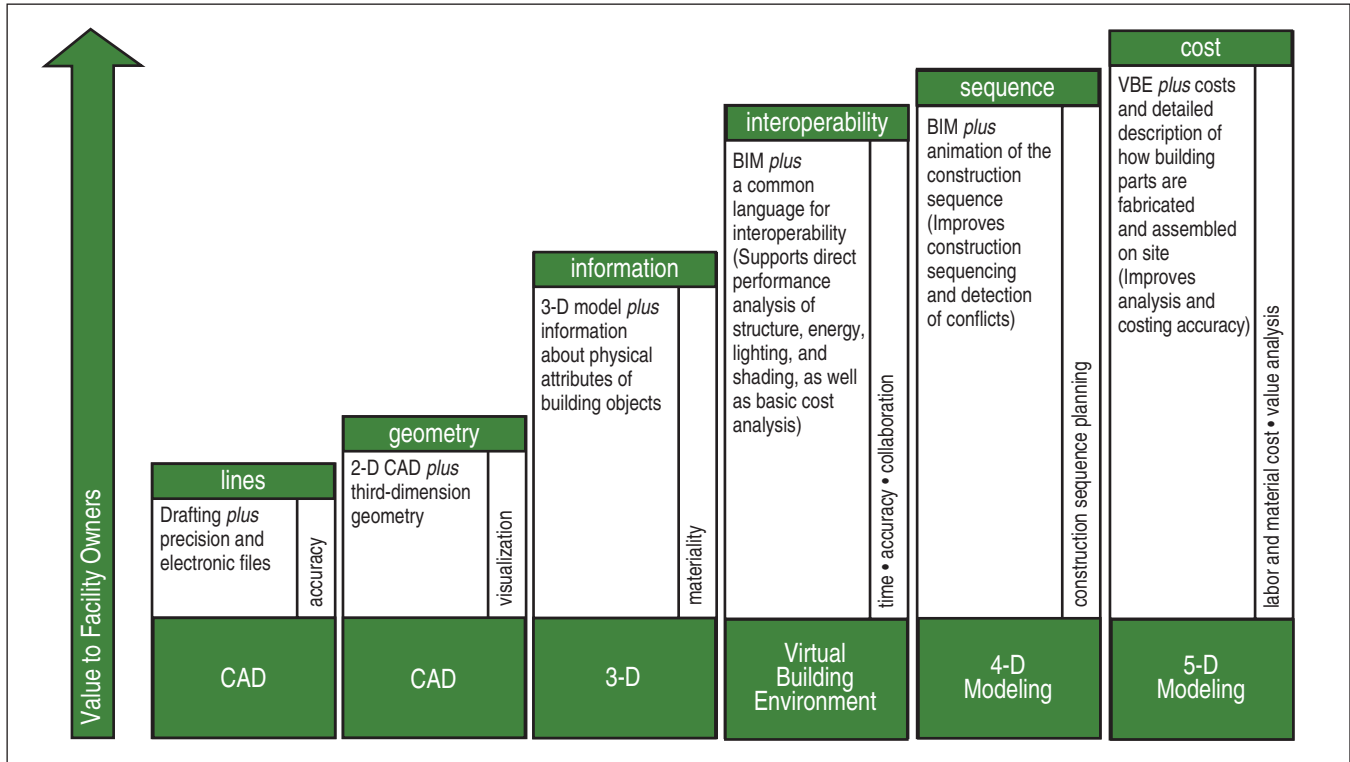 Value to Facility Owners
lines
Drafting plus
precision and
electronic files
accuracy
CAD
geometry
2-D CAD plus
third-dimension
geometry
visualization
CAD
information
3-D model plus
information
about physical
attributes of
building objects
materiality
3-D
interoperability
BIM plus
a common
language for
interoperability
(Supports direct
performance
analysis of
structure, energy,
lighting, and
shading, as well
as basic cost
analysis)
time • accuracy • collaboration
Virtual
Building
Environment
sequence
BIM plus
animation of the
construction
sequence
(Improves
construction
sequencing
and detection
of conflicts)
construction sequence planning
4-D
Modeling
cost
VBE plus costs
and detailed
description of
how building
parts are
fabricated
and assembled
on site
(Improves
analysis and
costing accuracy)
labor and material cost • value analysis
5-D
Modeling